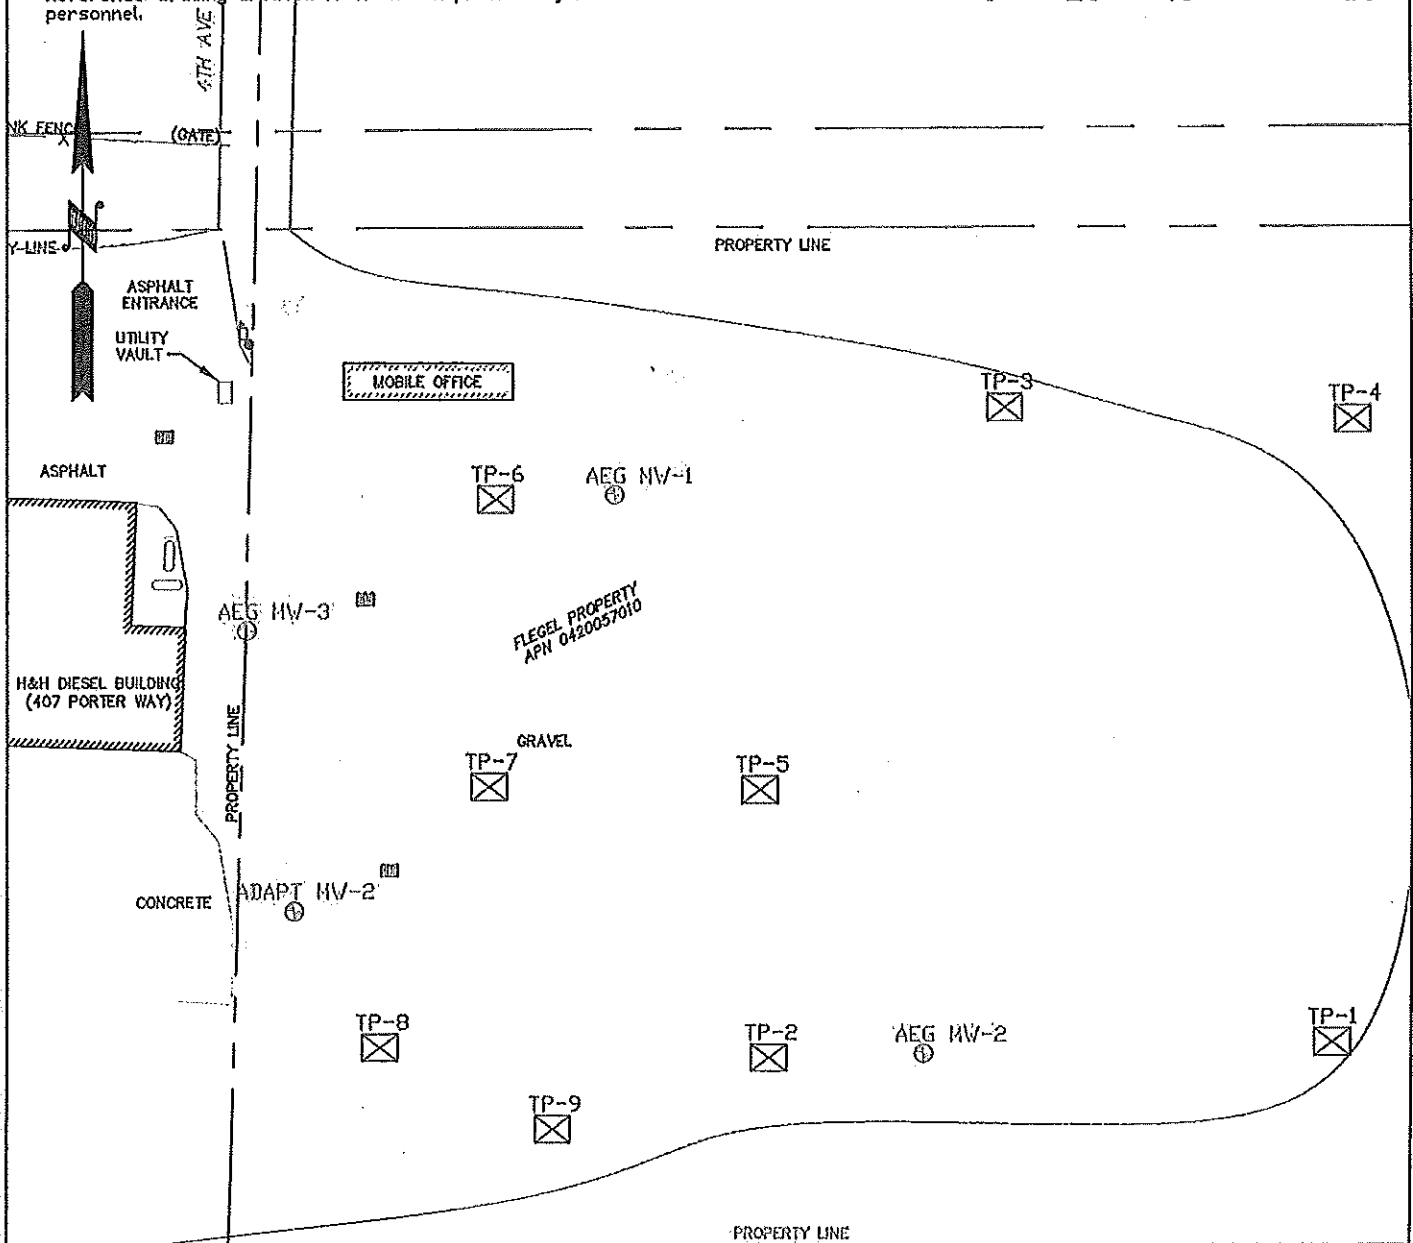 personnel.
4TH AVE
NK FENC
X
(GATE)
Y-LINE
PROPERTY LINE
ASPHALT
ENTRANCE
UTILITY
VAULT
MOBILE OFFICE
TP-3
TP-4
ASPHALT
TP-6
AEG MW-1
AEG MW-3
FLEGEL PROPERTY
APN 0420057010
H&H DIESEL BUILDING
(407 PORTER WAY)
PROPERTY LINE
GRAVEL
TP-7
TP-5
CONCRETE
ADAPT MW-2
TP-8
TP-2
AEG MW-2
TP-1
TP-9
PROPERTY LINE